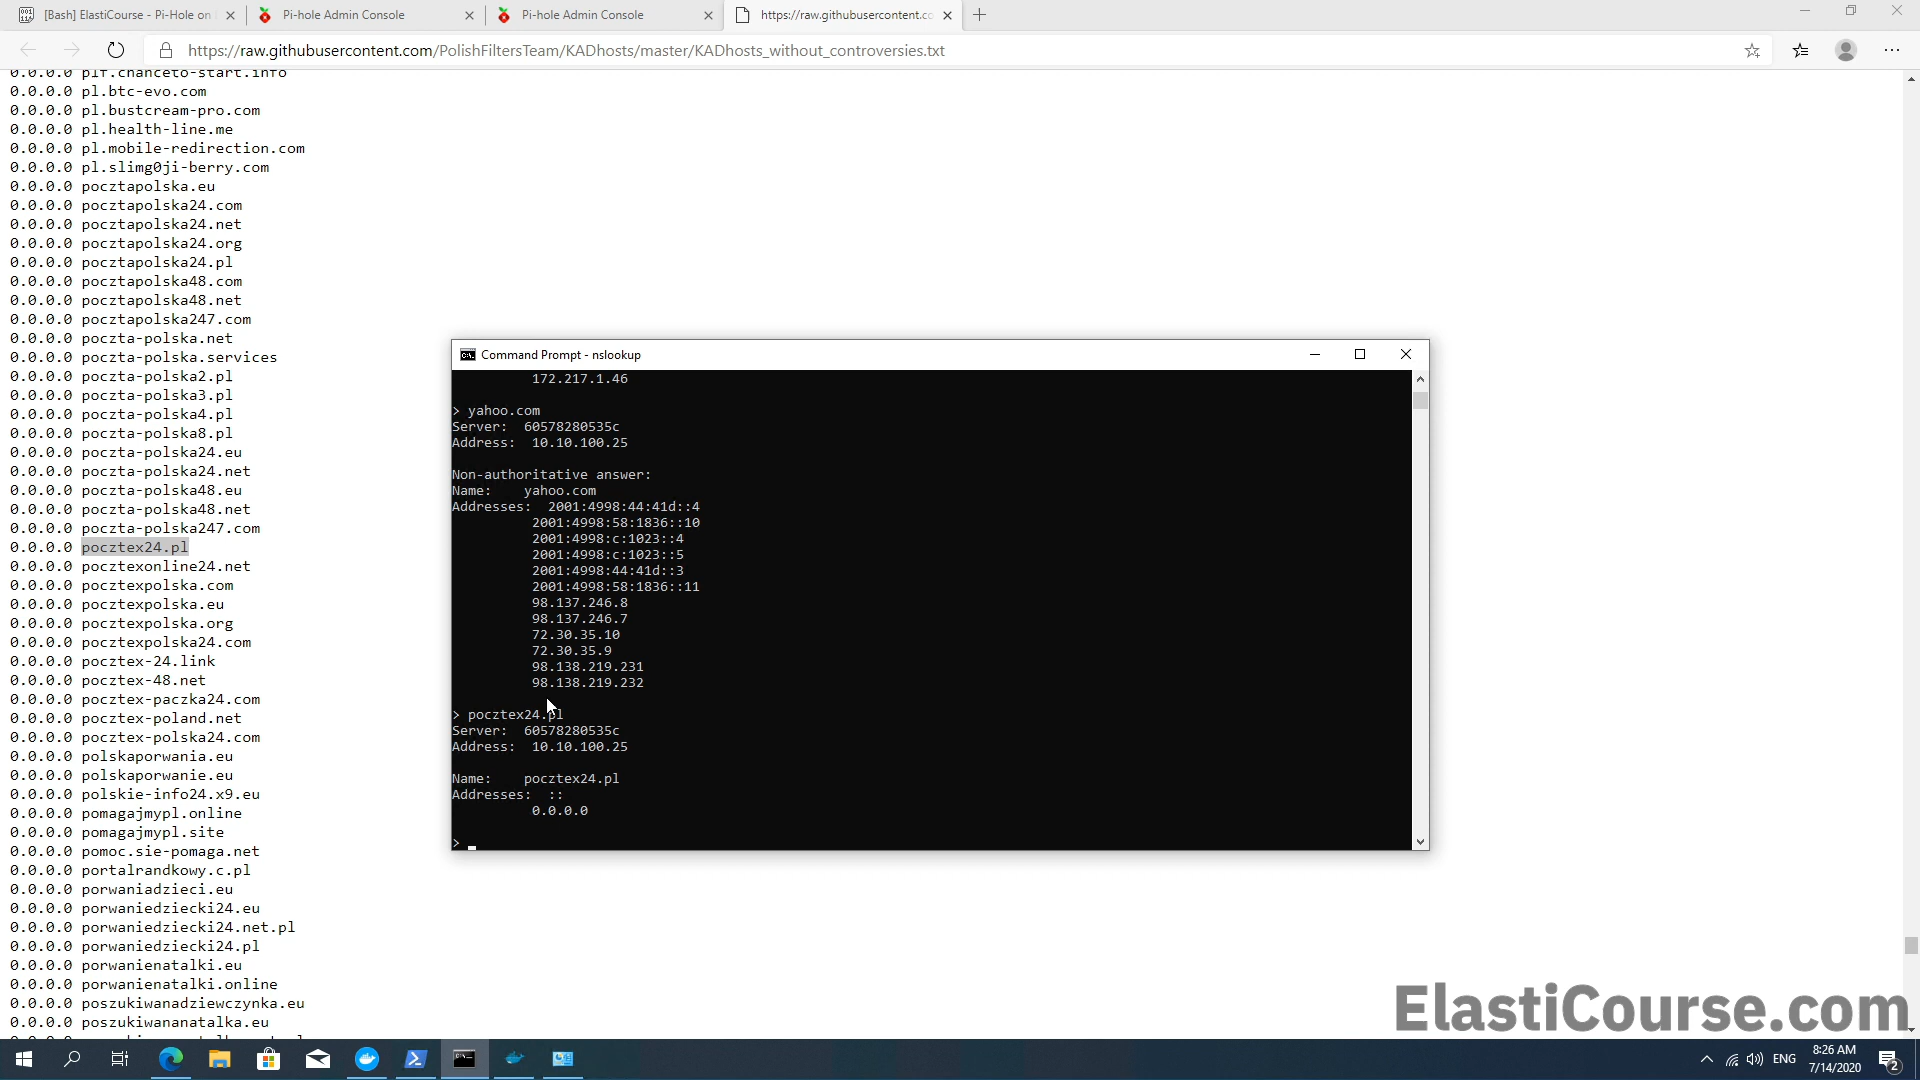 [Bash] ElastiCourse - Pi-Hole on
Pi-hole Admin Console
Pi-hole Admin Console
https://raw.githubusercontent.co
https://raw.githubusercontent.com/PolishFiltersTeam/KADhosts/master/KADhosts_without_controversies.txt
0.0.0.0 plf.chanceto-start.info
0.0.0.0 pl.btc-evo.com
0.0.0.0 pl.bustcream-pro.com
0.0.0.0 pl.health-line.me
0.0.0.0 pl.mobile-redirection.com
0.0.0.0 pl.slimg0ji-berry.com
0.0.0.0 pocztapolska.eu
0.0.0.0 pocztapolska24.com
0.0.0.0 pocztapolska24.net
0.0.0.0 pocztapolska24.org
0.0.0.0 pocztapolska24.pl
0.0.0.0 pocztapolska48.com
0.0.0.0 pocztapolska48.net
0.0.0.0 pocztapolska247.com
0.0.0.0 poczta-polska.net
0.0.0.0 poczta-polska.services
0.0.0.0 poczta-polska2.pl
0.0.0.0 poczta-polska3.pl
0.0.0.0 poczta-polska4.pl
0.0.0.0 poczta-polska8.pl
0.0.0.0 poczta-polska24.eu
0.0.0.0 poczta-polska24.net
0.0.0.0 poczta-polska48.eu
0.0.0.0 poczta-polska48.net
0.0.0.0 poczta-polska247.com
0.0.0.0 pocztex24.pl
0.0.0.0 pocztexonline24.net
0.0.0.0 pocztexpolska.com
0.0.0.0 pocztexpolska.eu
0.0.0.0 pocztexpolska.org
0.0.0.0 pocztexpolska24.com
0.0.0.0 pocztex-24.link
0.0.0.0 pocztex-48.net
0.0.0.0 pocztex-paczka24.com
0.0.0.0 pocztex-poland.net
0.0.0.0 pocztex-polska24.com
0.0.0.0 polskaporwania.eu
0.0.0.0 polskaporwanie.eu
0.0.0.0 polskie-info24.x9.eu
0.0.0.0 pomagajmypl.online
0.0.0.0 pomagajmypl.site
0.0.0.0 pomoc.sie-pomaga.net
0.0.0.0 portalrandkowy.c.pl
0.0.0.0 porwaniadzieci.eu
0.0.0.0 porwaniedziecki24.eu
0.0.0.0 porwaniedziecki24.net.pl
0.0.0.0 porwaniedziecki24.pl
0.0.0.0 porwanienatalki.eu
0.0.0.0 porwanienatalki.online
0.0.0.0 poszukiwanadziewczynka.eu
0.0.0.0 poszukiwananatalka.eu
Command Prompt - nslookup
172.217.1.46
> yahoo.com
Server: 60578280535c
Address: 10.10.100.25
Non-authoritative answer:
Name: yahoo.com
Addresses: 2001:4998:44:41d::4
2001:4998:58:1836::10
2001:4998:c:1023::4
2001:4998:c:1023::5
2001:4998:44:41d::3
2001:4998:58:1836::11
98.137.246.8
98.137.246.7
72.30.35.10
72.30.35.9
98.138.219.231
98.138.219.232
> pocztex24.pl
Server: 60578280535c
Address: 10.10.100.25
Name: pocztex24.pl
Addresses: ::
0.0.0.0
>
ElastiCourse.com
ENG
8:26 AM
7/14/2020
2